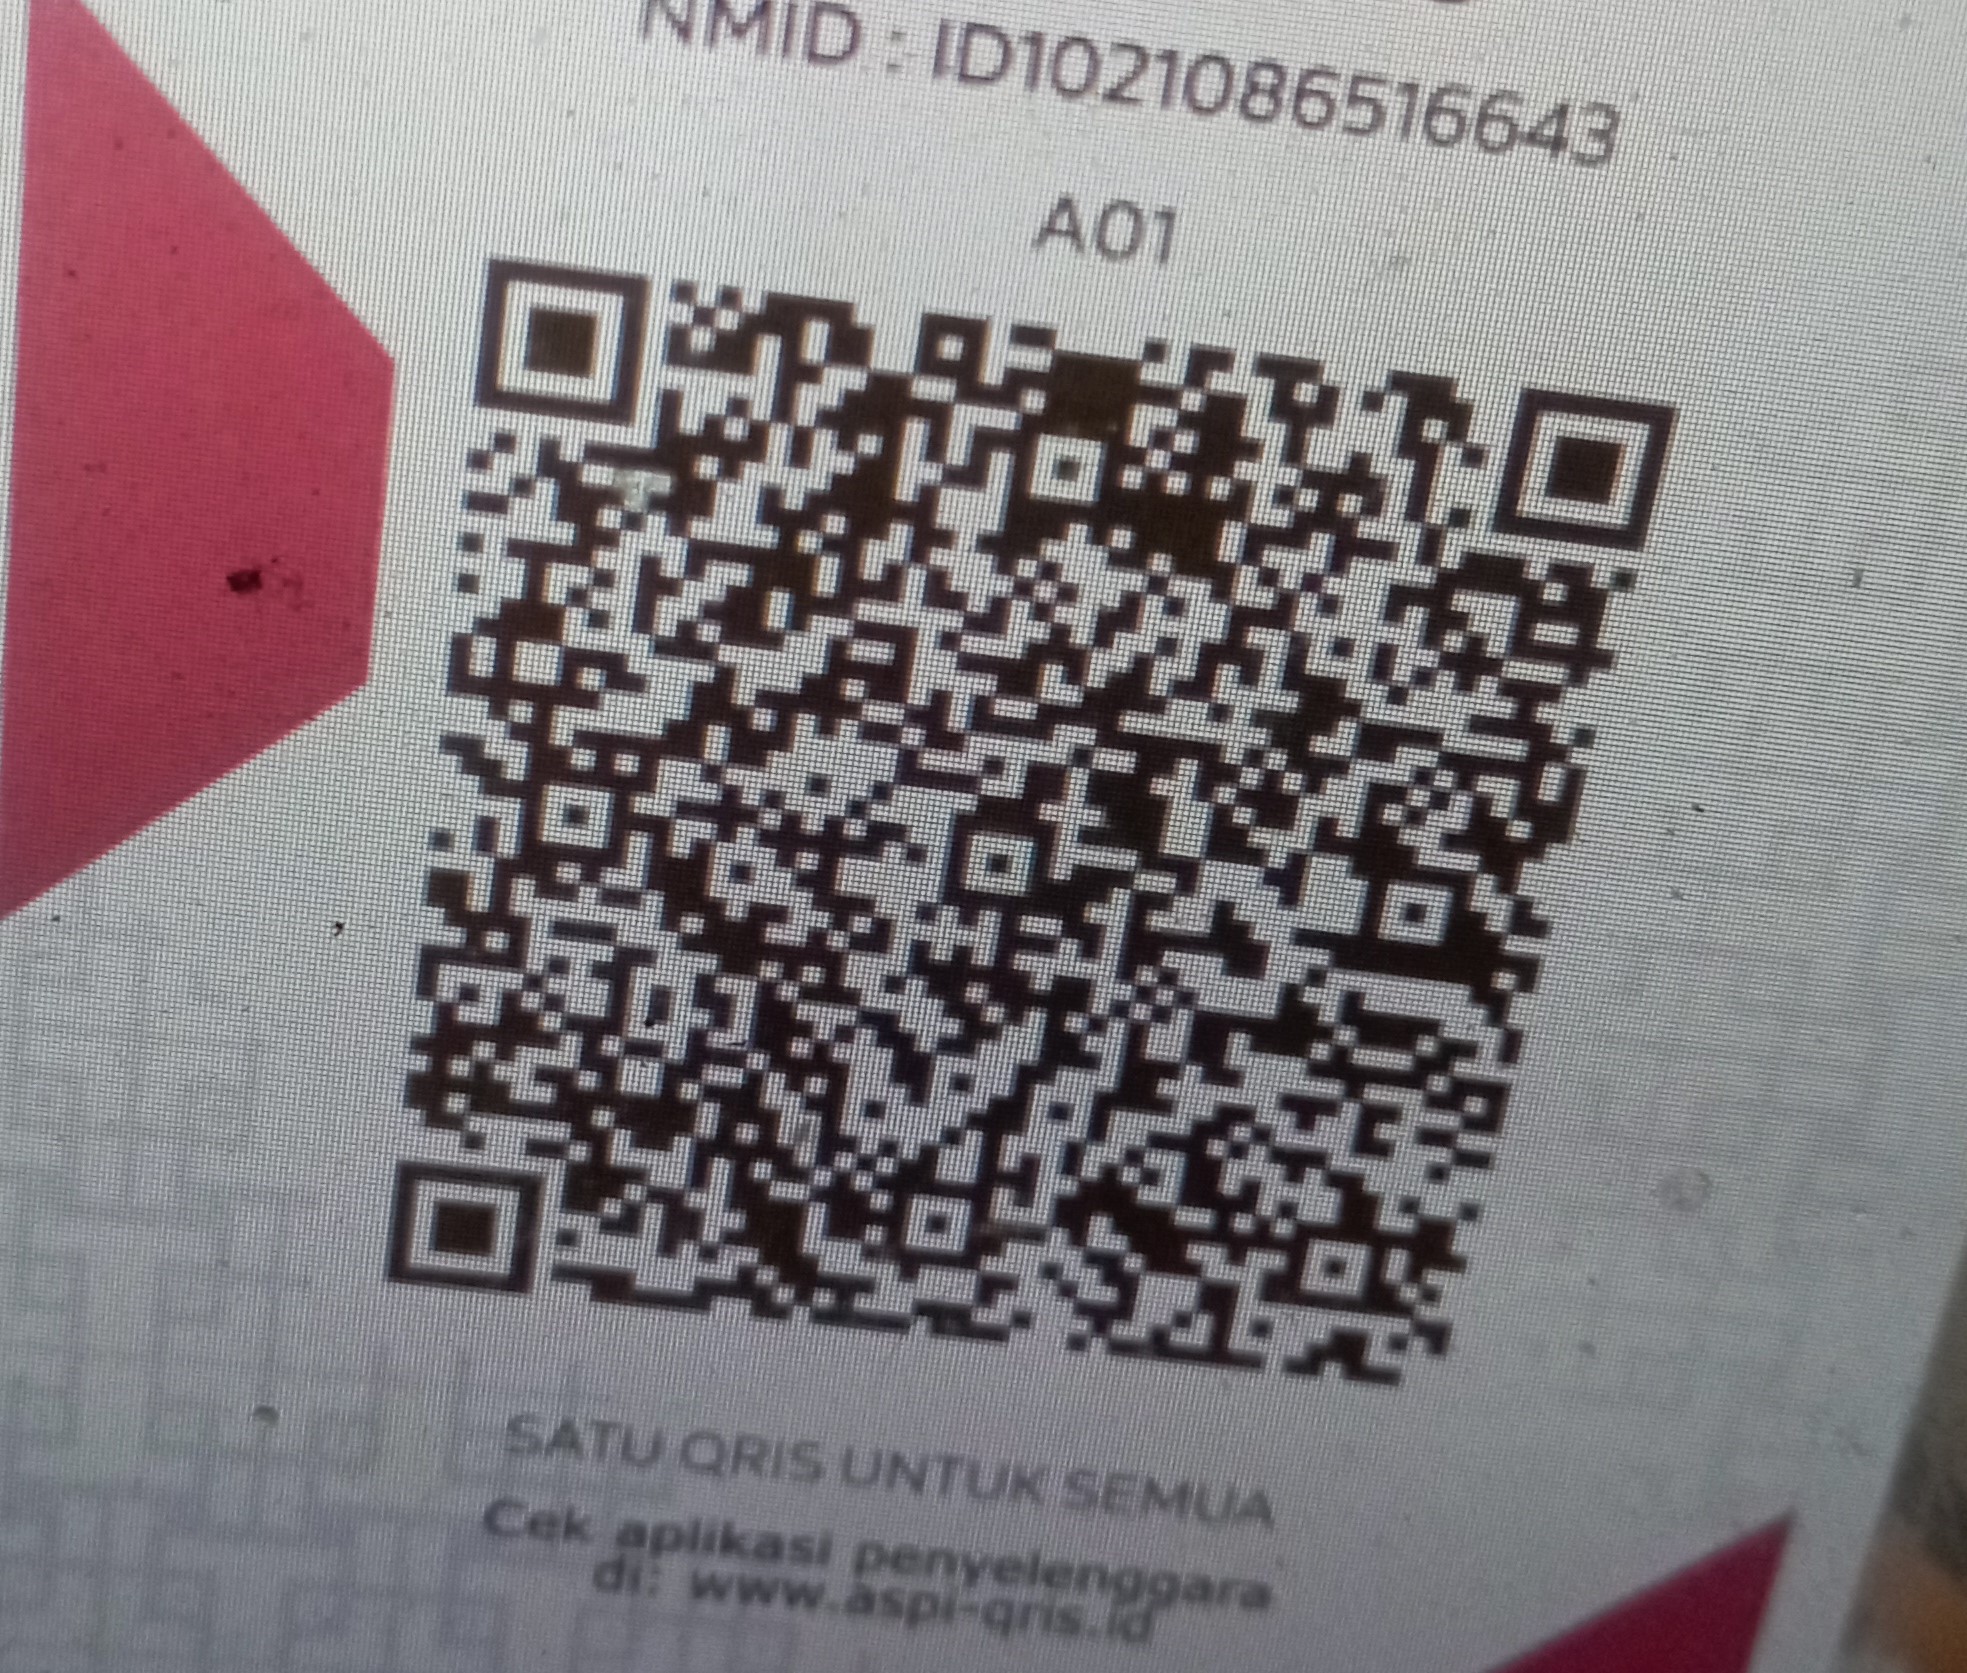 NMID : ID1021086516643
A01
SATU QRIS UNTUK SEMUA
Cek aplikasi penyelenggara
di: www.aspi-qris.id